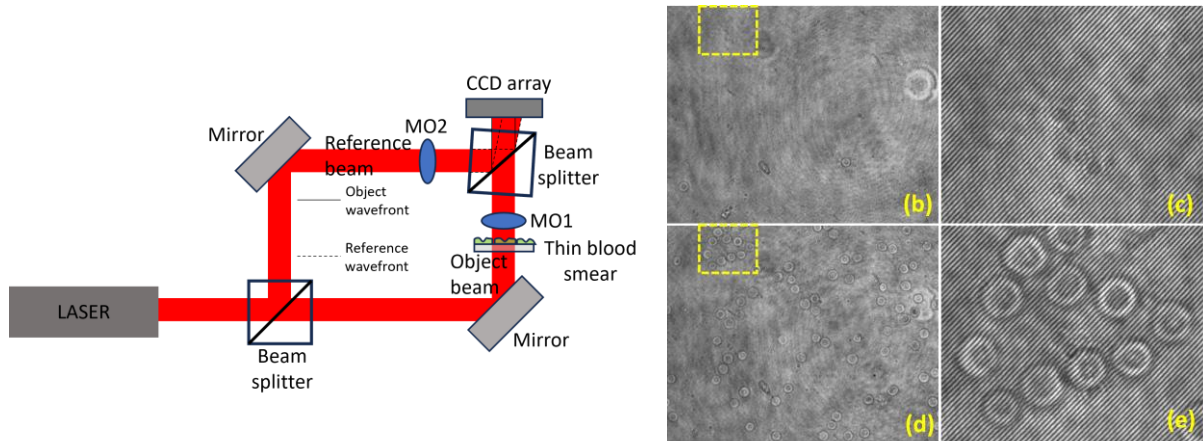 CCD array
Mirror
MO2
Reference
beam
Beam
splitter
Object
wavefront
MO1
Thin blood
smear
Reference
wavefront
Object
beam
LASER
Mirror
Beam
splitter
(b)
(c)
(d)
(e)